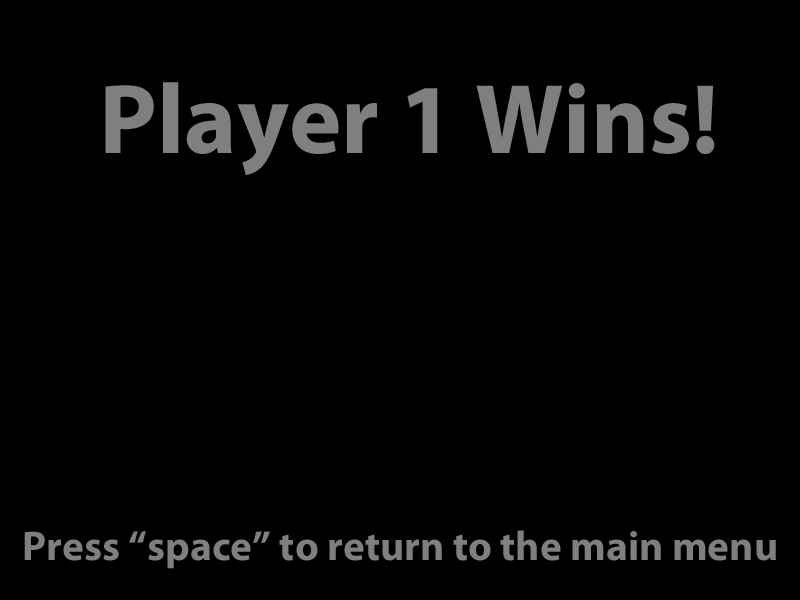 Player 1 Wins!
Press “space” to return to the main menu